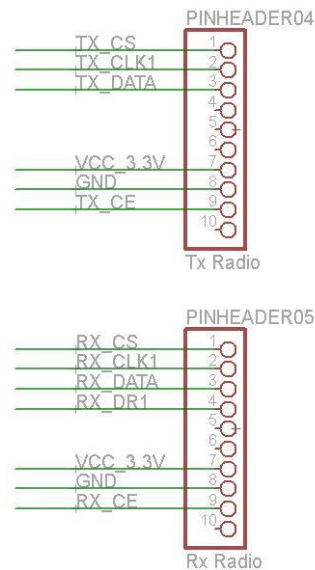 PINHEADER04
TX_CS 1
TX_CLK1 2
TX_DATA 3
4
5
6
VCC_3.3V 7
GND 8
TX_CE 9
10
Tx Radio
PINHEADER05
RX_CS 1
RX_CLK1 2
RX_DATA 3
RX_DR1 4
5
6
VCC_3.3V 7
GND 8
RX_CE 9
10
Rx Radio